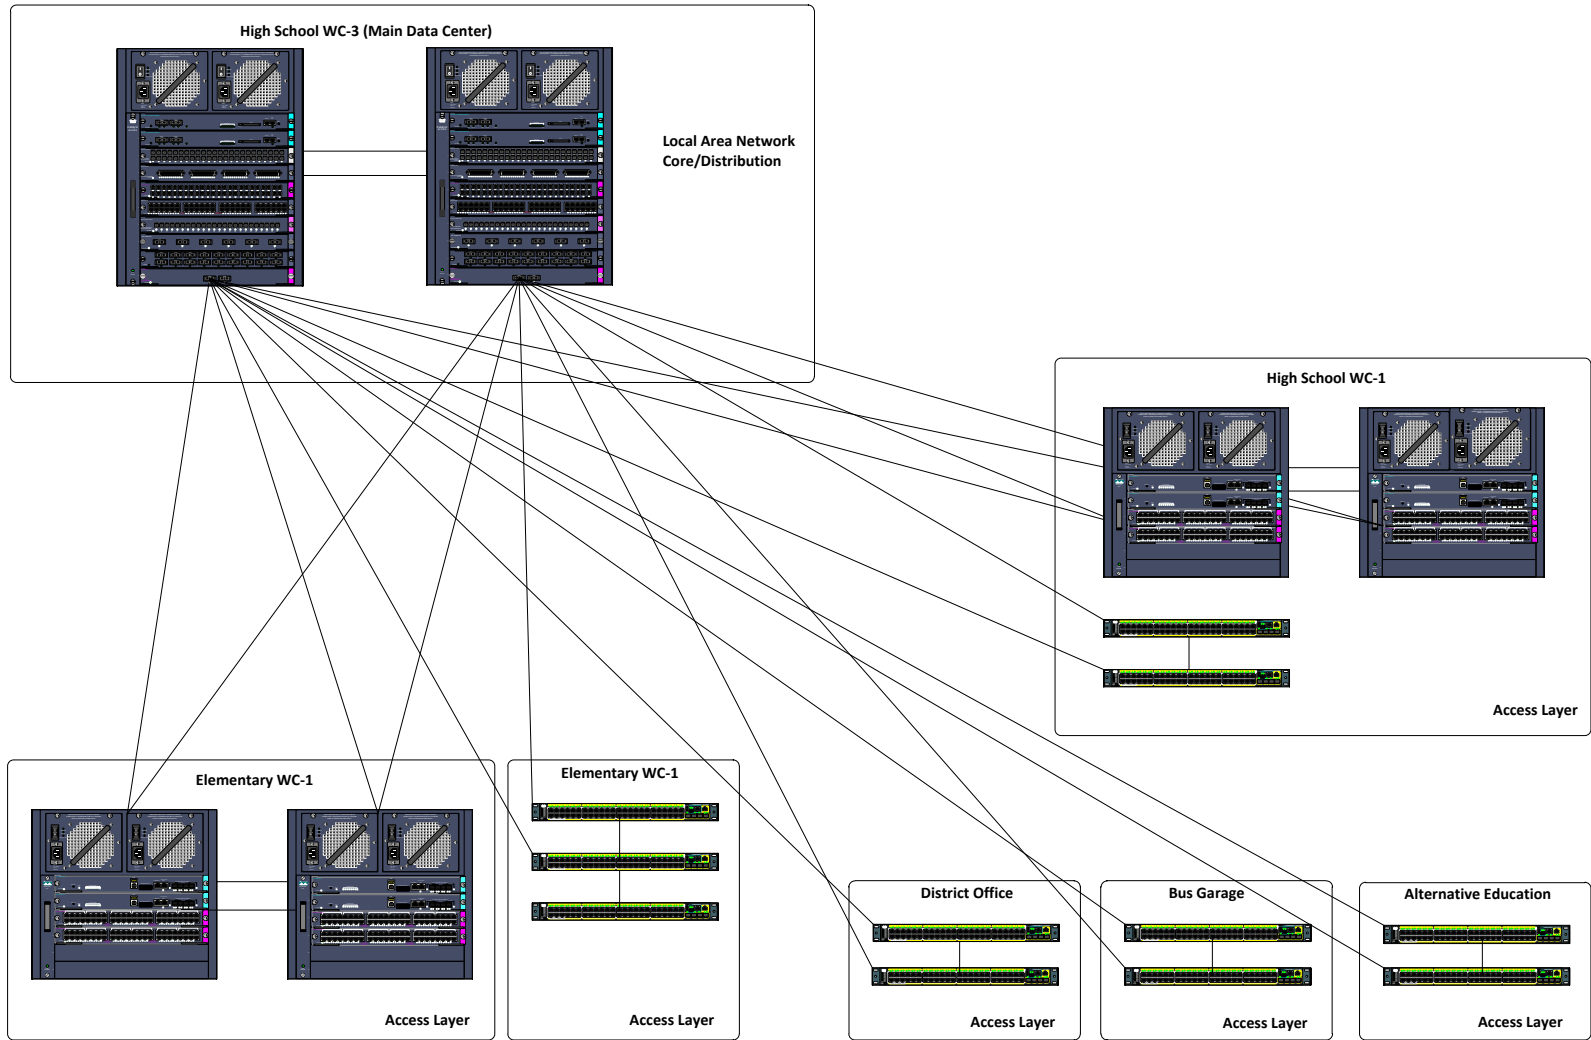 High School WC-3 (Main Data Center)
Local Area Network
Core/Distribution
High School WC-1
Access Layer
Elementary WC-1
Access Layer
Elementary WC-1
Access Layer
District Office
Access Layer
Bus Garage
Access Layer
Alternative Education
Access Layer